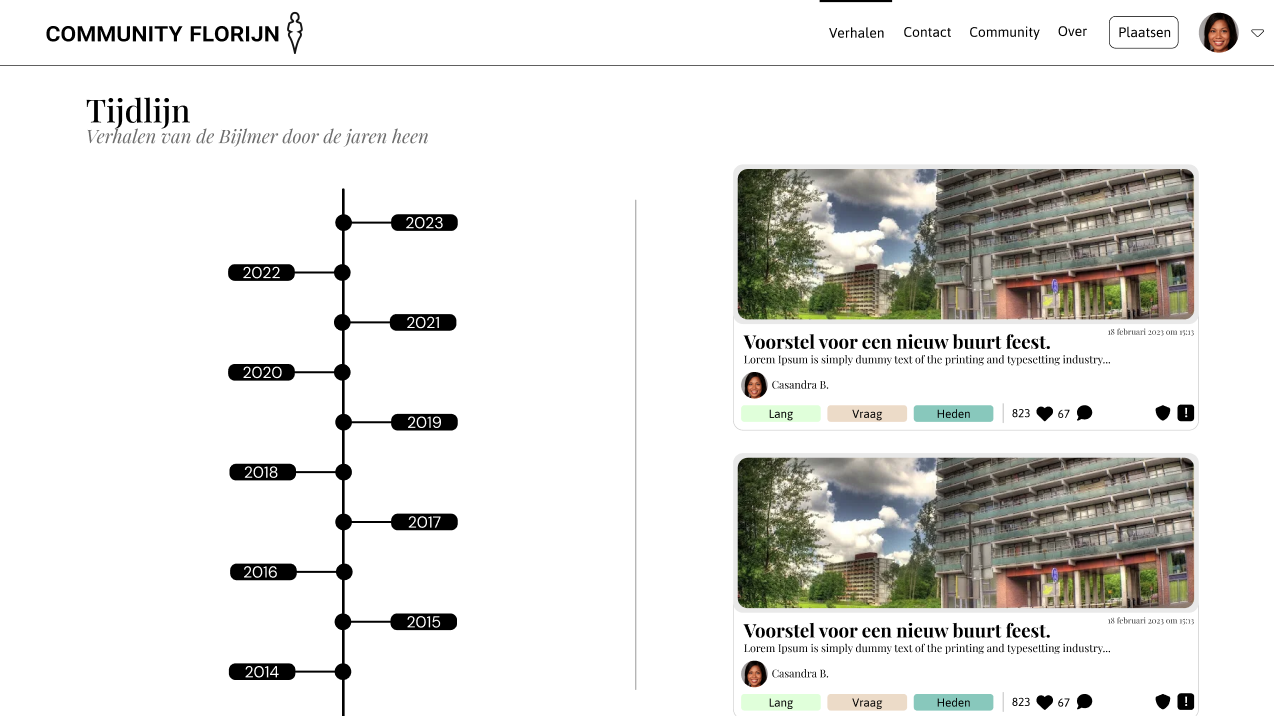 COMMUNITY FLORIJN
Verhalen
Contact
Community
Over
Plaatsen
Tijdlijn
Verhalen van de Bijlmer door de jaren heen
2023
2022
2021
2020
2019
2018
2017
2016
2015
2014
18 februari 2023 om 15:13
Voorstel voor een nieuw buurt feest.
Lorem Ipsum is simply dummy text of the printing and typesetting industry...
Casandra B.
Lang Vraag Heden 823 67 !
18 februari 2023 om 15:13
Voorstel voor een nieuw buurt feest.
Lorem Ipsum is simply dummy text of the printing and typesetting industry...
Casandra B.
Lang Vraag Heden 823 67 !